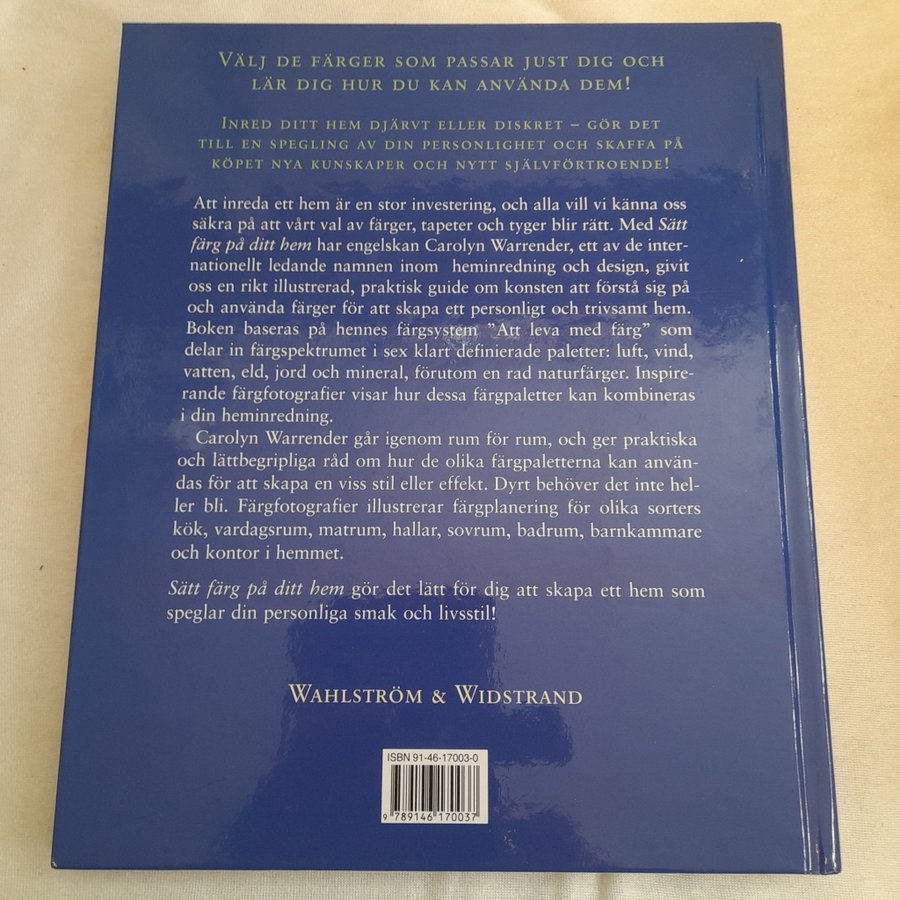 VÄLJ DE FÄRGER SOM PASSAR JUST DIG OCH
LÄR DIG HUR DU KAN ANVÄNDA DEM!
INRED DITT HEM DJÄRVT ELLER DISKRET – GÖR DET
TILL EN SPEGLING AV DIN PERSONLIGHET OCH SKAFFA PÅ
KÖPET NYA KUNSKAPER OCH NYTT SJÄLVFÖRTROENDE!
Att inreda ett hem är en stor investering, och alla vill vi känna oss
säkra på att vårt val av färger, tapeter och tyger blir rätt. Med Sätt
färg på ditt hem har engelskan Carolyn Warrender, ett av de inter-
nationellt ledande namnen inom heminredning och design, givit
oss en rikt illustrerad, praktisk guide om konsten att förstå sig på
och använda färger för att skapa ett personligt och trivsamt hem.
Boken baseras på hennes färgsystem ”Att leva med färg” som
delar in färgspektrumet i sex klart definierade paletter: luft, vind,
vatten, eld, jord och mineral, förutom en rad naturfärger. Inspire-
rande färgfotografier visar hur dessa färgpaletter kan kombineras
i din heminredning.
Carolyn Warrender går igenom rum för rum, och ger praktiska
och lättbegripliga råd om hur de olika färgpaletterna kan använ-
das för att skapa en viss stil eller effekt. Dyrt behöver det inte hel-
ler bli. Färgfotografier illustrerar färgplanering för olika sorters
kök, vardagsrum, matrum, hallar, sovrum, badrum, barnkammare
och kontor i hemmet.
Sätt färg på ditt hem gör det lätt för dig att skapa ett hem som
speglar din personliga smak och livsstil!
WAHLSTRÖM & WIDSTRAND
ISBN 91-46-17003-0
9 789146 170037